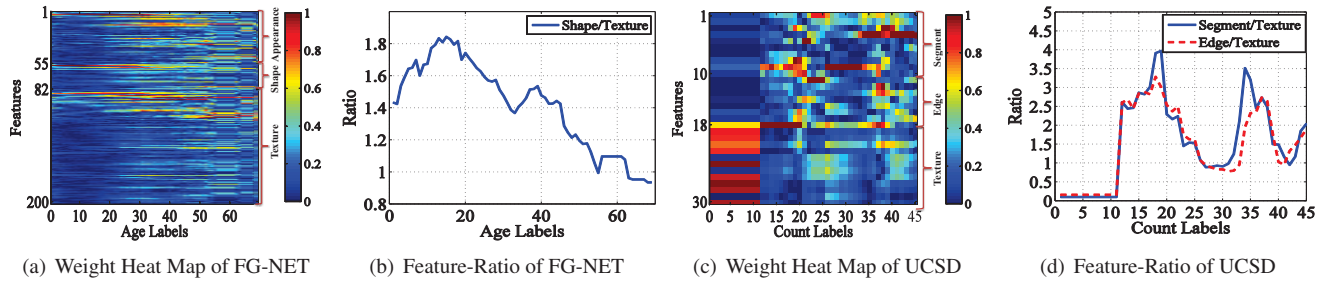 1
55
82
200
Features
0 10 20 30 40 50 60
Age Labels
Shape Appearance
Texture
1
0.8
0.6
0.4
0.2
0
(a) Weight Heat Map of FG-NET
Shape/Texture
1.8
1.6
1.4
1.2
1
0.8
Ratio
0 20 40 60
Age Labels
(b) Feature-Ratio of FG-NET
1
10
18
30
Features
0 5 10 15 20 25 30 35 40 45
Count Labels
Segment
Edge
Texture
1
0.8
0.6
0.4
0.2
0
(c) Weight Heat Map of UCSD
Segment/Texture
Edge/Texture
5
4.5
4
3.5
3
2.5
2
1.5
1
0.5
0
Ratio
0 5 10 15 20 25 30 35 40 45
Count Labels
(d) Feature-Ratio of UCSD